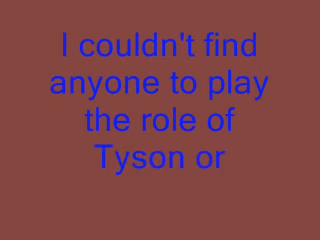 I couldn't find
anyone to play
the role of
Tyson or